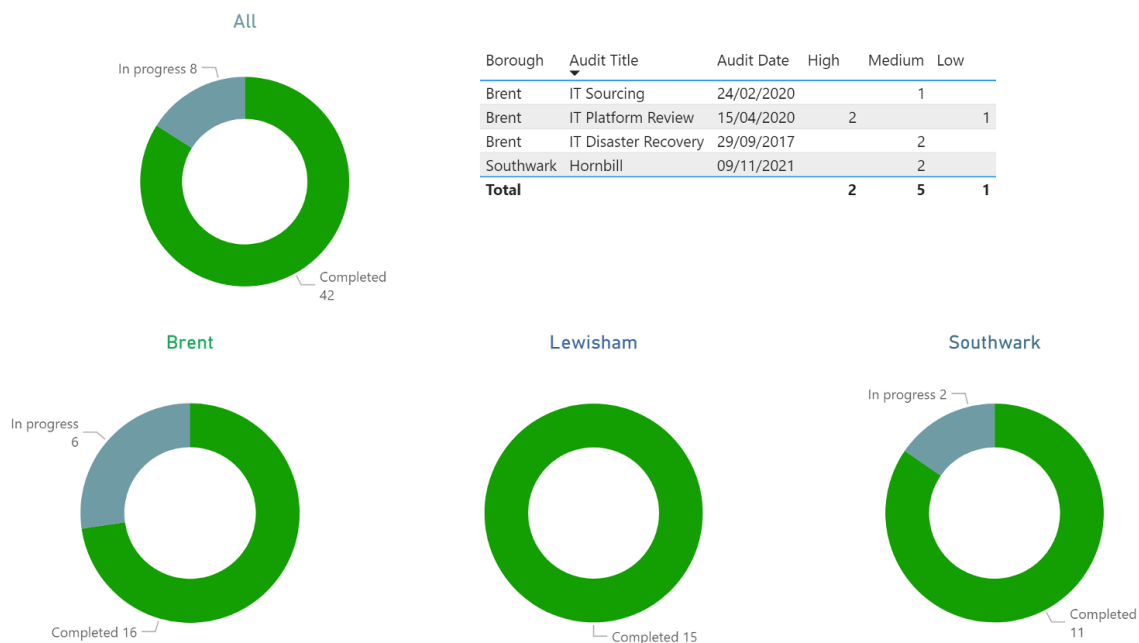 All
In progress 8
Completed
42
Borough Audit Title Audit Date High Medium Low
Brent IT Sourcing 24/02/2020 1
Brent IT Platform Review 15/04/2020 2 1
Brent IT Disaster Recovery 29/09/2017 2
Southwark Hornbill 09/11/2021 2
Total 2 5 1
Brent
In progress
6
Completed 16
Lewisham
Completed 15
Southwark
In progress 2
Completed
11